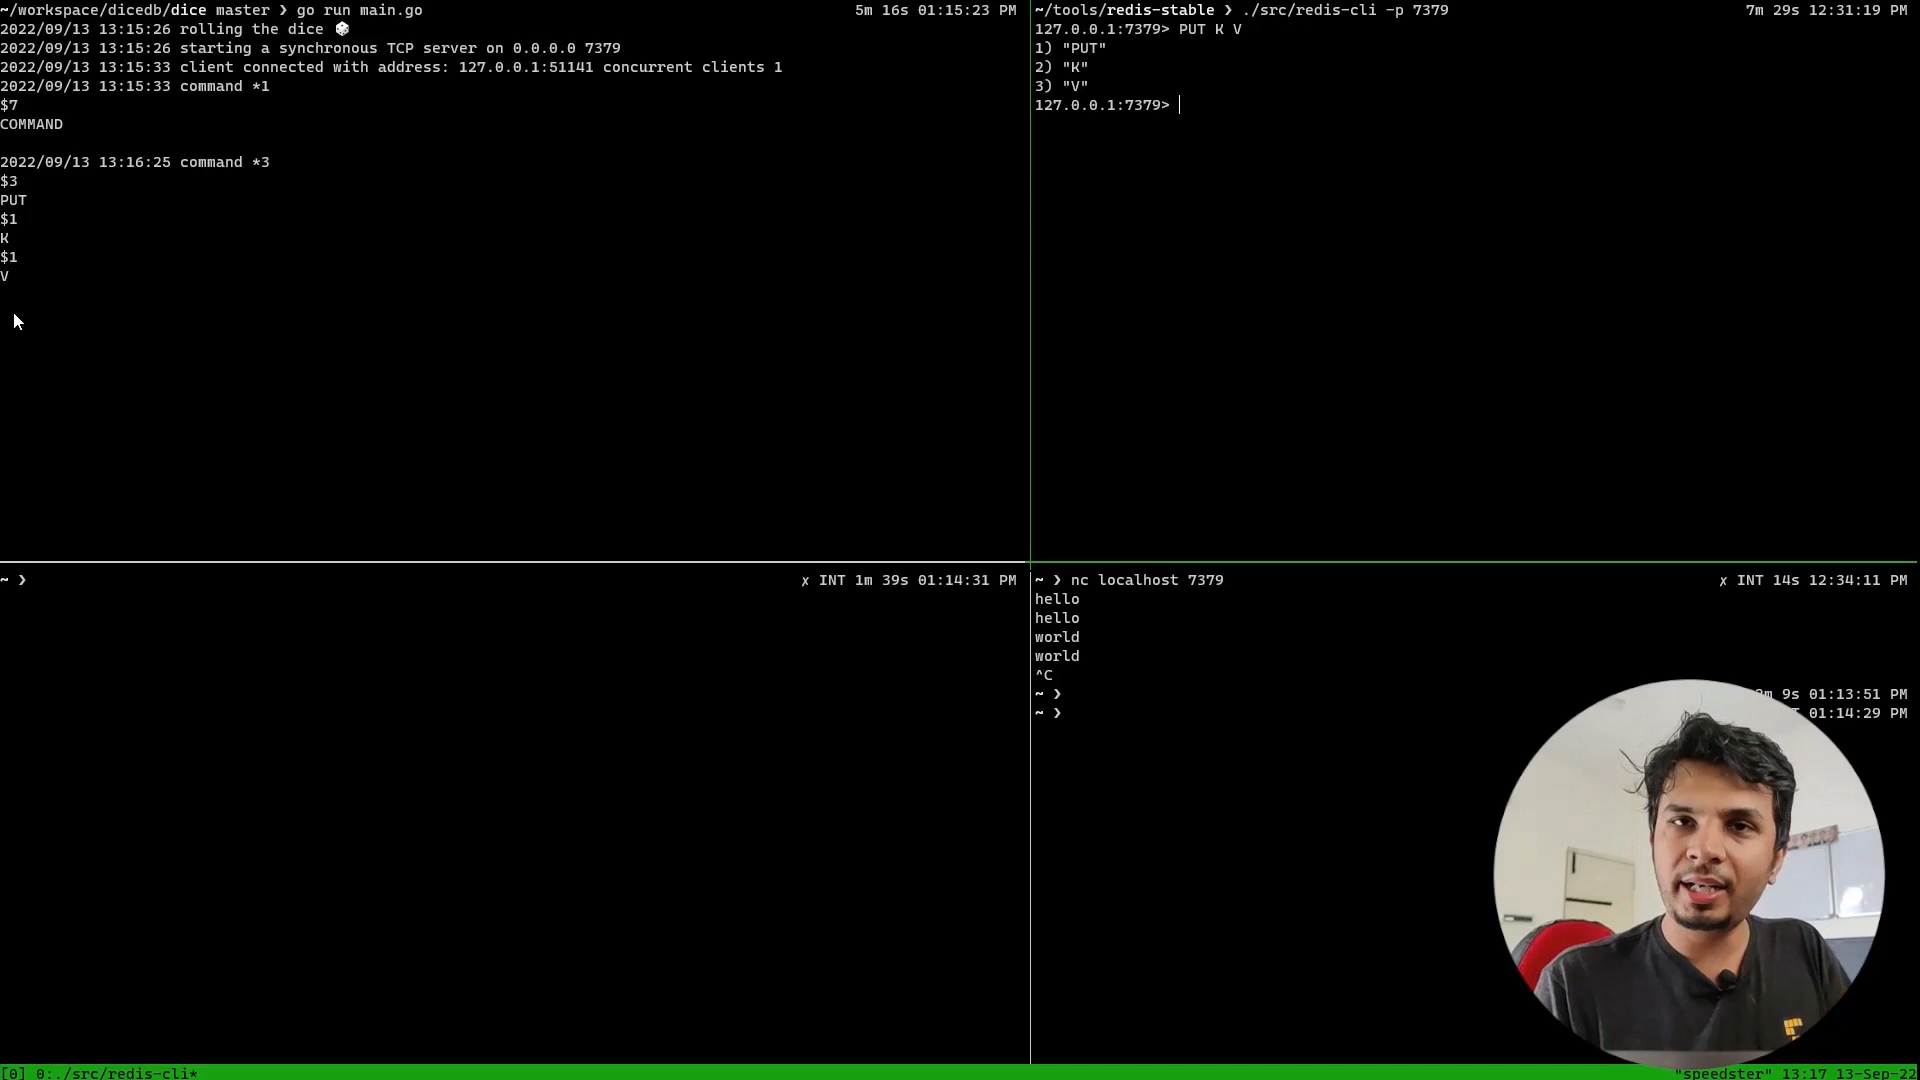 ~/workspace/dicedb/dice master ❯ go run main.go 5m 16s 01:15:23 PM
2022/09/13 13:15:26 rolling the dice 🎲
2022/09/13 13:15:26 starting a synchronous TCP server on 0.0.0.0 7379
2022/09/13 13:15:33 client connected with address: 127.0.0.1:51141 concurrent clients 1
2022/09/13 13:15:33 command *1
$7
COMMAND
2022/09/13 13:16:25 command *3
$3
PUT
$1
K
$1
V
~/tools/redis-stable ❯ ./src/redis-cli -p 7379 7m 29s 12:31:19 PM
127.0.0.1:7379> PUT K V
1) "PUT"
2) "K"
3) "V"
127.0.0.1:7379>
~ ❯ ✗ INT 1m 39s 01:14:31 PM
~ ❯ nc localhost 7379 ✗ INT 14s 12:34:11 PM
hello
hello
world
world
^C
~ ❯ 9s 01:13:51 PM
~ ❯ 01:14:29 PM
[0] 0:./src/redis-cli* "speedster" 13:17 13-Sep-22